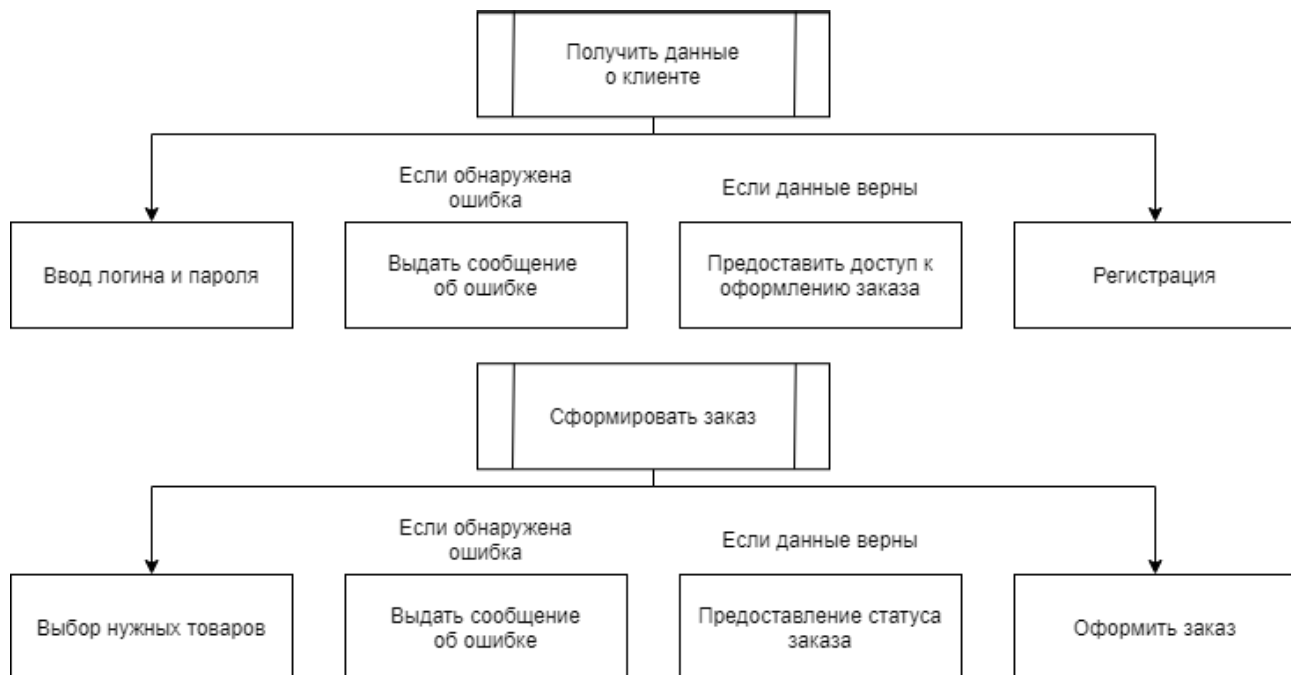 Получить данные
о клиенте
Если обнаружена
ошибка
Если данные верны
Ввод логина и пароля
Выдать сообщение
об ошибке
Предоставить доступ к
оформлению заказа
Регистрация
Сформировать заказ
Если обнаружена
ошибка
Если данные верны
Выбор нужных товаров
Выдать сообщение
об ошибке
Предоставление статуса
заказа
Оформить заказ